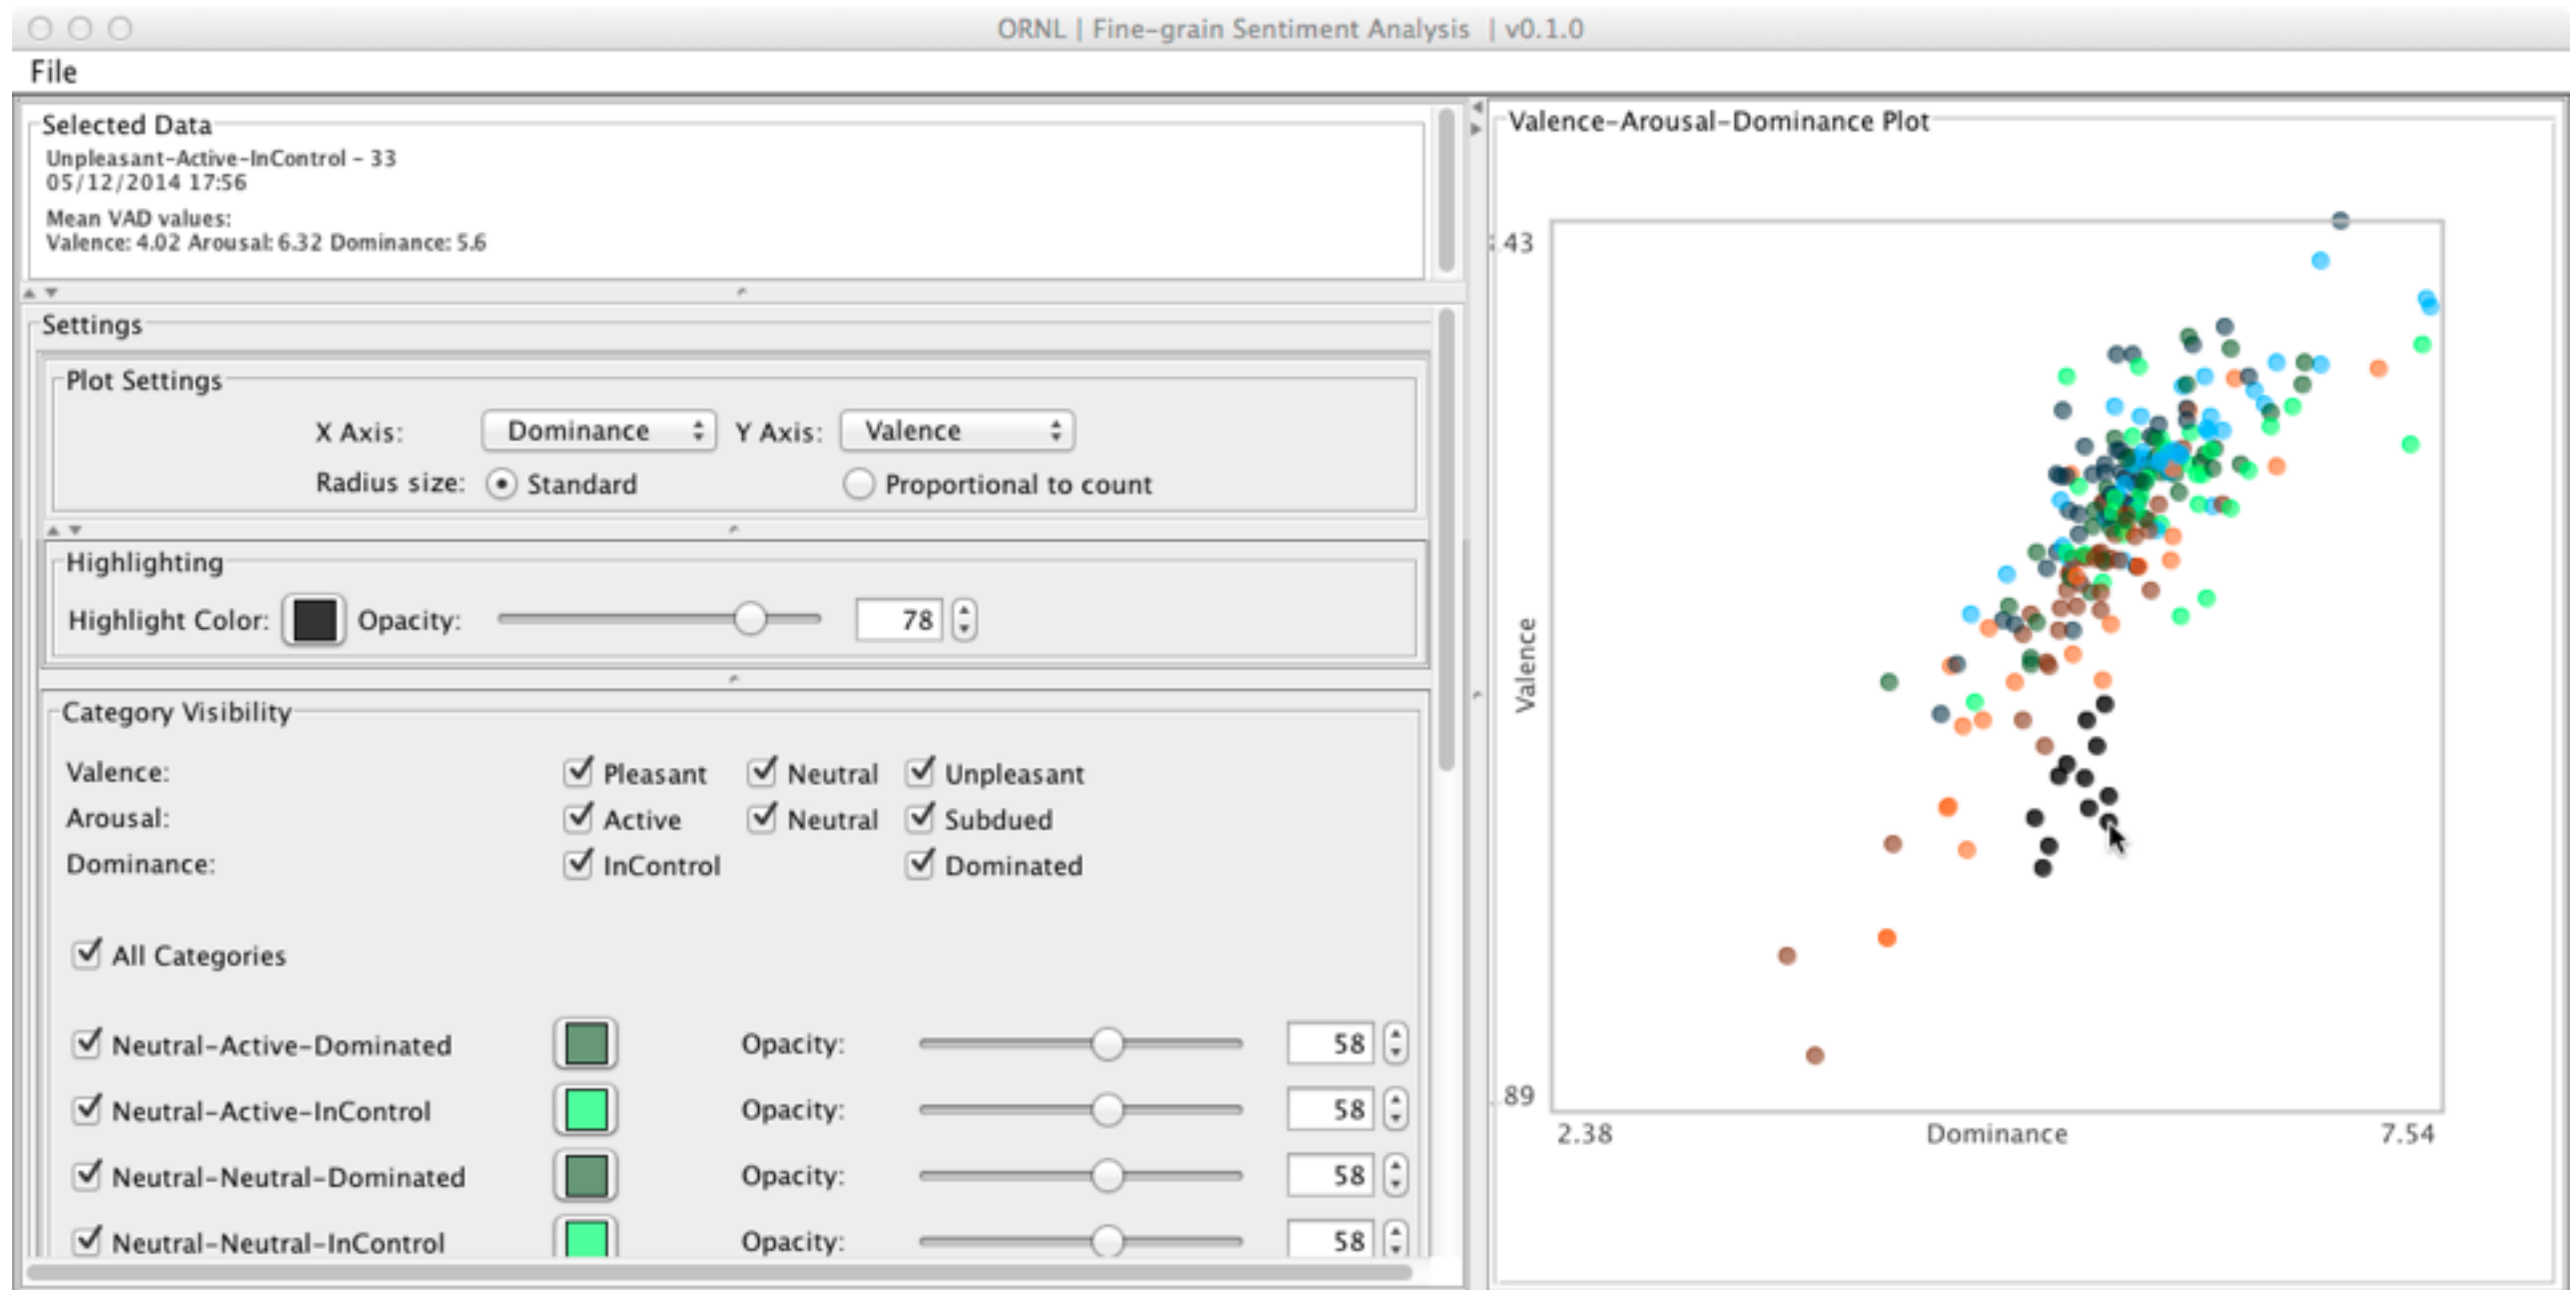 ORNL | Fine-grain Sentiment Analysis | v0.1.0
File
Selected Data
Unpleasant-Active-InControl - 33
05/12/2014 17:56
Mean VAD values:
Valence: 4.02 Arousal: 6.32 Dominance: 5.6
Settings
Plot Settings
X Axis: Dominance Y Axis: Valence
Radius size: Standard Proportional to count
Highlighting
Highlight Color: Opacity: 78
Category Visibility
Valence: Pleasant Neutral Unpleasant
Arousal: Active Neutral Subdued
Dominance: InControl Dominated
All Categories
Neutral-Active-Dominated Opacity: 58
Neutral-Active-InControl Opacity: 58
Neutral-Neutral-Dominated Opacity: 58
Neutral-Neutral-InControl Opacity: 58
Valence-Arousal-Dominance Plot
.43
Valence
.89
2.38 Dominance 7.54